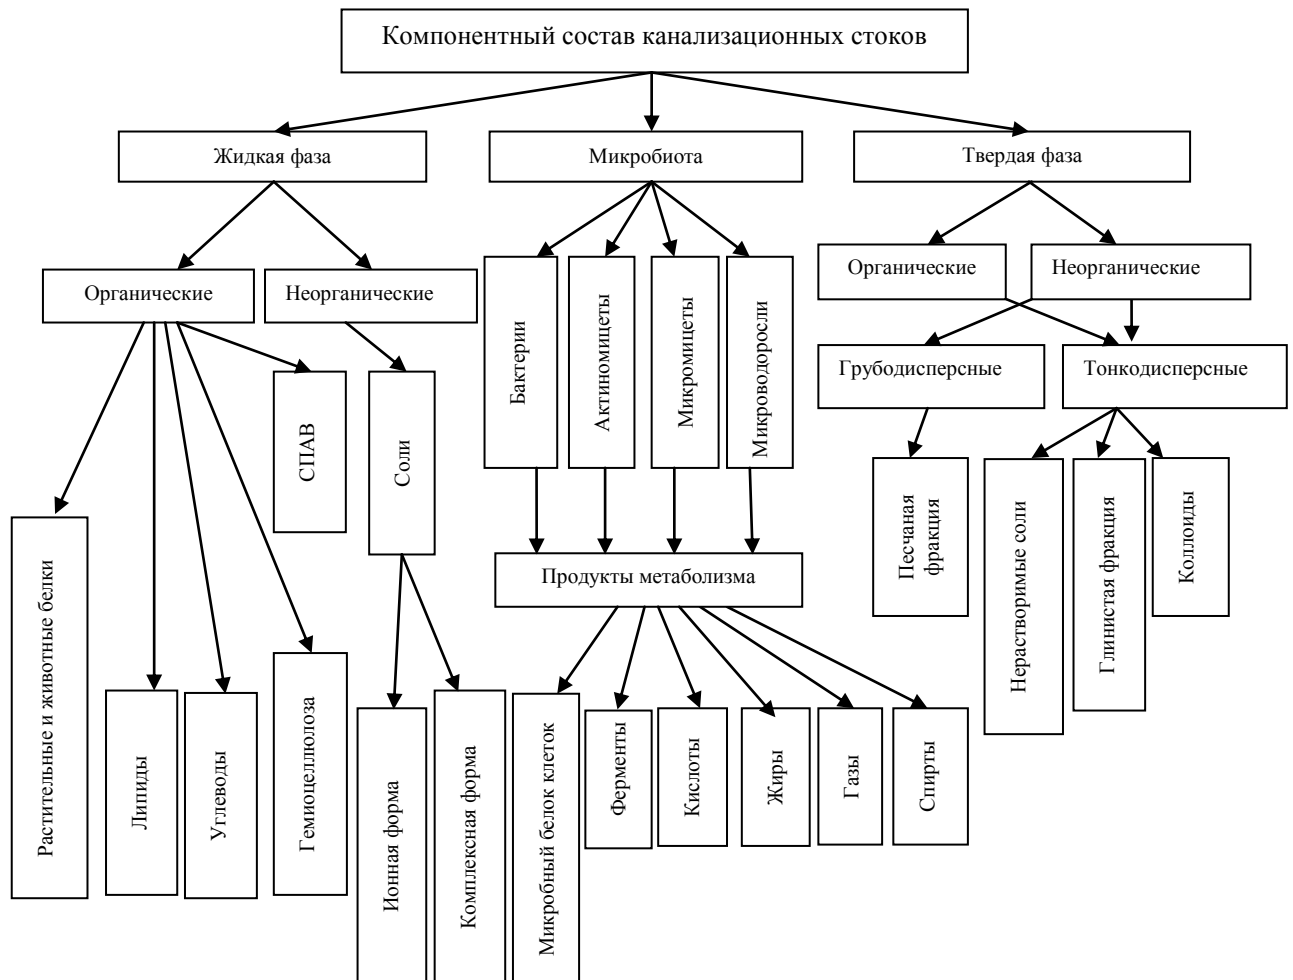 Компонентный состав канализационных стоков
Жидкая фаза
Микробиота
Твердая фаза
Органические
Неорганические
Бактерии
Актиномицеты
Микромицеты
Микроводоросли
Органические
Неорганические
Грубодисперсные
Тонкодисперсные
СПАВ
Соли
Песчаная
фракция
Нерастворимые соли
Глинистая фракция
Коллоиды
Продукты метаболизма
Растительные и животные белки
Липиды
Углеводы
Гемиоцеллюлоза
Ионная форма
Комплексная форма
Микробный белок клеток
Ферменты
Кислоты
Жиры
Газы
Спирты